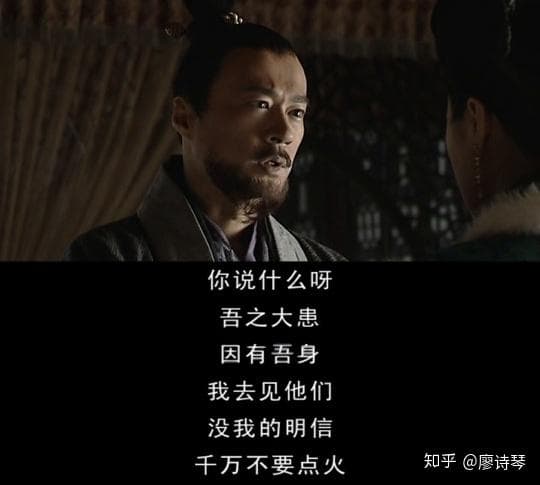 你说什么呀
吾之大患
因有吾身
我去见他们
没我的明信
千万不要点火
知乎 @廖诗琴